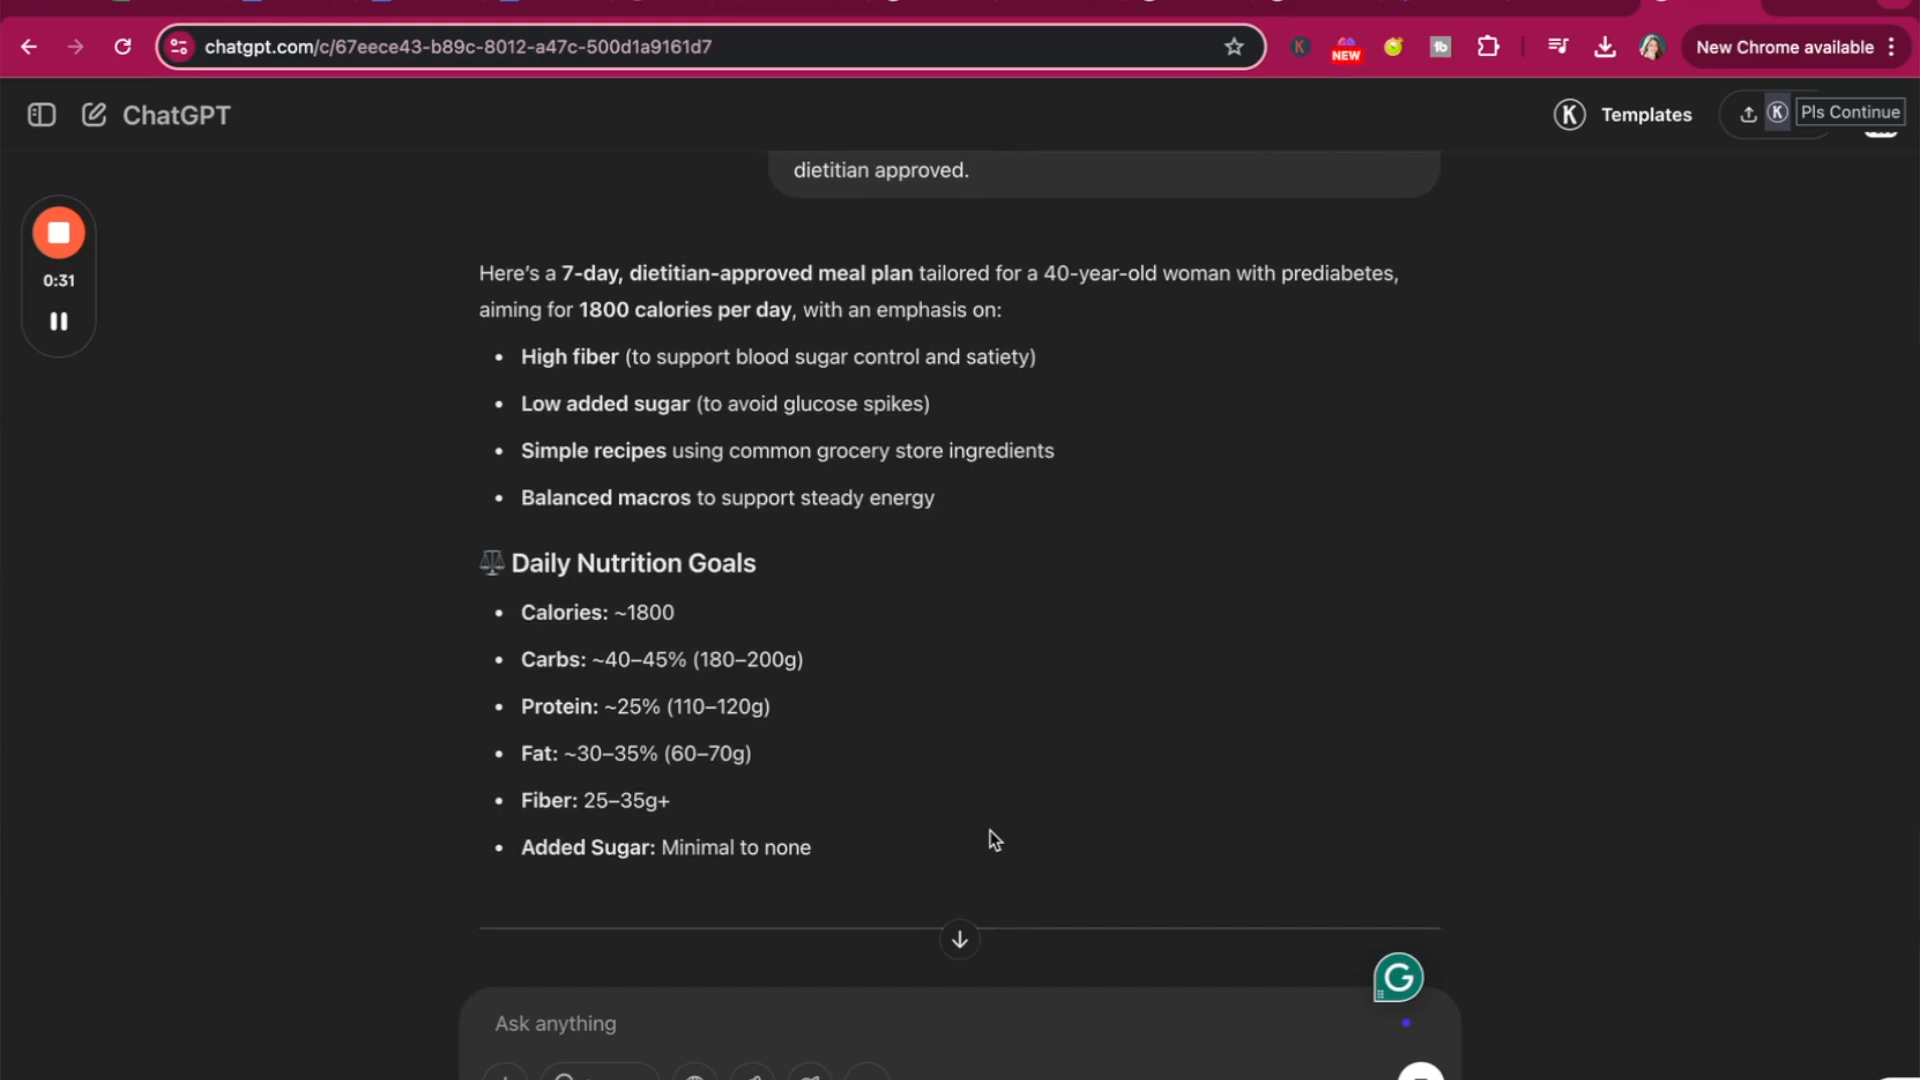 chatgpt.com/c/67eece43-b89c-8012-a47c-500d1a9161d7
K
NEW
tb
New Chrome available
ChatGPT
K
Templates
K
Pls Continue
dietitian approved.
0:31
Here's a 7-day, dietitian-approved meal plan tailored for a 40-year-old woman with prediabetes,
aiming for 1800 calories per day, with an emphasis on:
• High fiber (to support blood sugar control and satiety)
• Low added sugar (to avoid glucose spikes)
• Simple recipes using common grocery store ingredients
• Balanced macros to support steady energy
Daily Nutrition Goals
• Calories: ~1800
• Carbs: ~40–45% (180–200g)
• Protein: ~25% (110–120g)
• Fat: ~30–35% (60–70g)
• Fiber: 25–35g+
• Added Sugar: Minimal to none
G
Ask anything